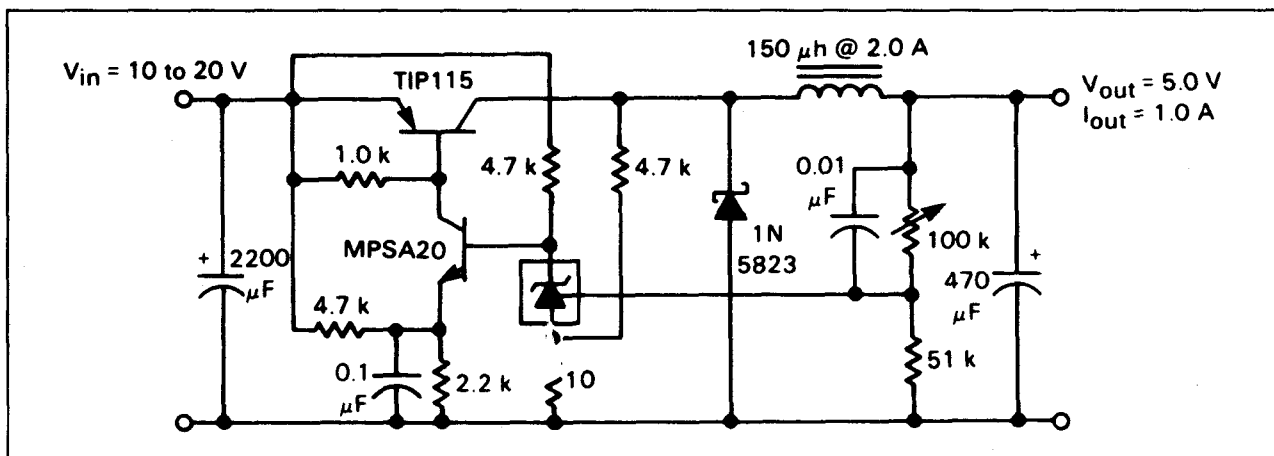 V_in = 10 to 20 V
TIP115
150 μh @ 2.0 A
V_out = 5.0 V
I_out = 1.0 A
1.0 k
4.7 k
4.7 k
0.01
μF
MPSA20
1N
5823
100 k
+
2200
μF
4.7 k
+
470
μF
0.1
μF
2.2 k
10
51 k